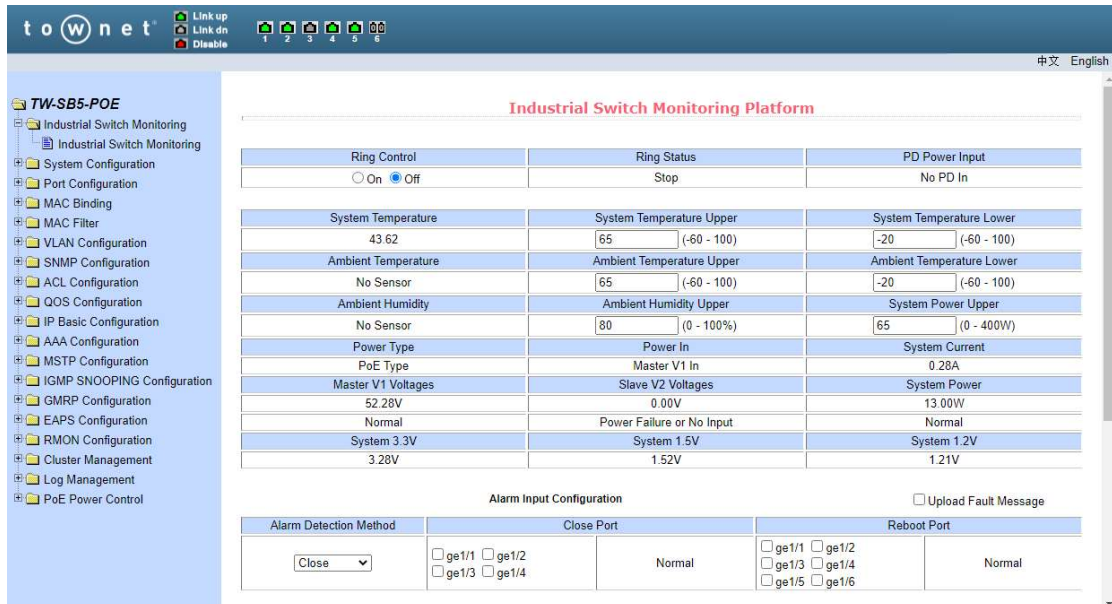 townet
Link up
Link dn
Disable
1 2 3 4 5 6
中文 English
TW-SB5-POE
Industrial Switch Monitoring
Industrial Switch Monitoring
System Configuration
Port Configuration
MAC Binding
MAC Filter
VLAN Configuration
SNMP Configuration
ACL Configuration
QOS Configuration
IP Basic Configuration
AAA Configuration
MSTP Configuration
IGMP SNOOPING Configuration
GMRP Configuration
EAPS Configuration
RMON Configuration
Cluster Management
Log Management
PoE Power Control
Industrial Switch Monitoring Platform
Ring Control Ring Status PD Power Input
On Off Stop No PD In
System Temperature System Temperature Upper System Temperature Lower
43.62 65 (-60 - 100) -20 (-60 - 100)
Ambient Temperature Ambient Temperature Upper Ambient Temperature Lower
No Sensor 65 (-60 - 100) -20 (-60 - 100)
Ambient Humidity Ambient Humidity Upper System Power Upper
No Sensor 80 (0 - 100%) 65 (0 - 400W)
Power Type Power In System Current
PoE Type Master V1 In 0.28A
Master V1 Voltages Slave V2 Voltages System Power
52.28V 0.00V 13.00W
Normal Power Failure or No Input Normal
System 3.3V System 1.5V System 1.2V
3.28V 1.52V 1.21V
Alarm Input Configuration Upload Fault Message
Alarm Detection Method Close Port Reboot Port
Close ge1/1 ge1/2 ge1/3 ge1/4 Normal ge1/1 ge1/2 ge1/3 ge1/4 ge1/5 ge1/6 Normal